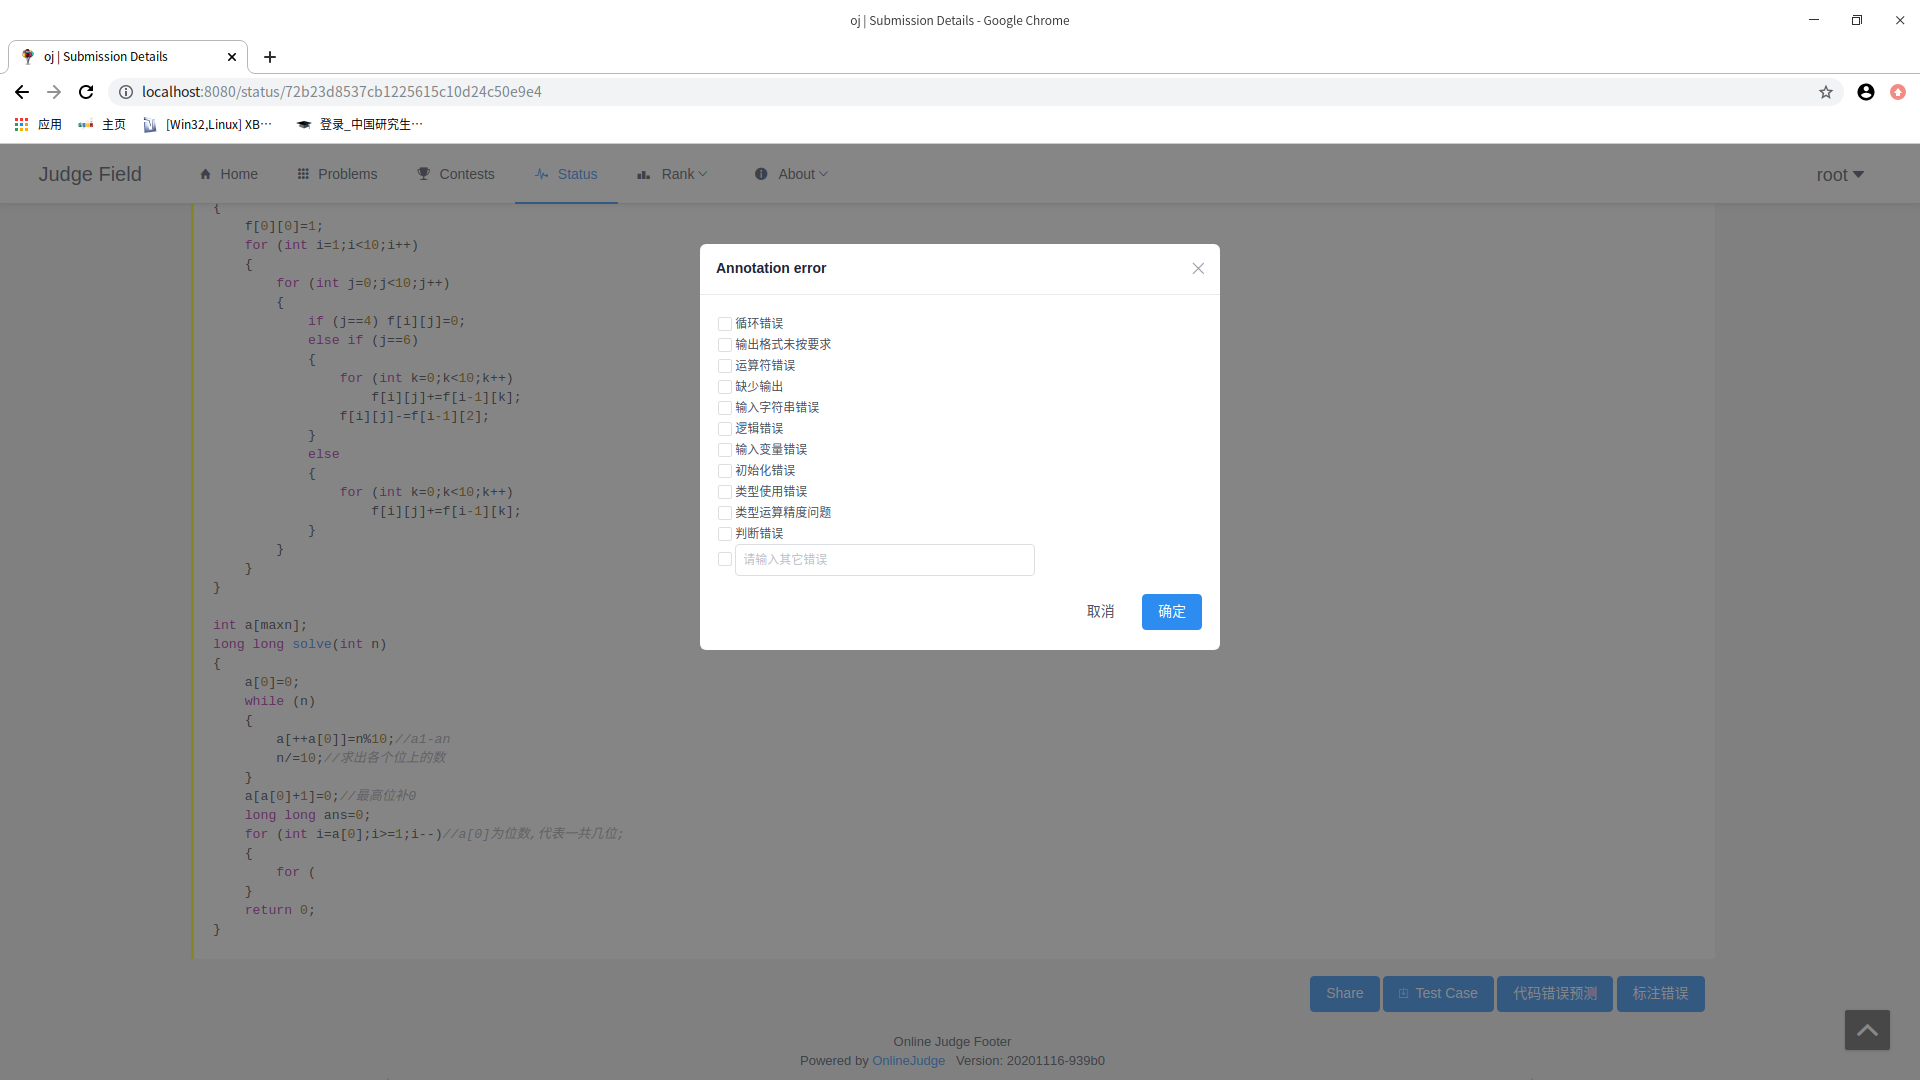 oj | Submission Details - Google Chrome
oj | Submission Details
localhost:8080/status/72b23d8537cb1225615c10d24c50e9e4
应用 主页 [Win32,Linux] XB… 登录_中国研究生…
Judge Field Home Problems Contests Status Rank About root
{
f[0][0]=1;
for (int i=1;i<10;i++)
{
for (int j=0;j<10;j++)
{
if (j==4) f[i][j]=0;
else if (j==6)
{
for (int k=0;k<10;k++)
f[i][j]+=f[i-1][k];
f[i][j]-=f[i-1][2];
}
else
{
for (int k=0;k<10;k++)
f[i][j]+=f[i-1][k];
}
}
}
}
int a[maxn];
long long solve(int n)
{
a[0]=0;
while (n)
{
a[++a[0]]=n%10;//a1-an
n/=10;//求出各个位上的数
}
a[a[0]+1]=0;//最高位补0
long long ans=0;
for (int i=a[0];i>=1;i--)//a[0]为位数,代表一共几位;
{
for (
}
return 0;
}
Annotation error
循环错误
输出格式未按要求
运算符错误
缺少输出
输入字符串错误
逻辑错误
输入变量错误
初始化错误
类型使用错误
类型运算精度问题
判断错误
请输入其它错误
取消 确定
Share Test Case 代码错误预测 标注错误
Online Judge Footer
Powered by OnlineJudge Version: 20201116-939b0